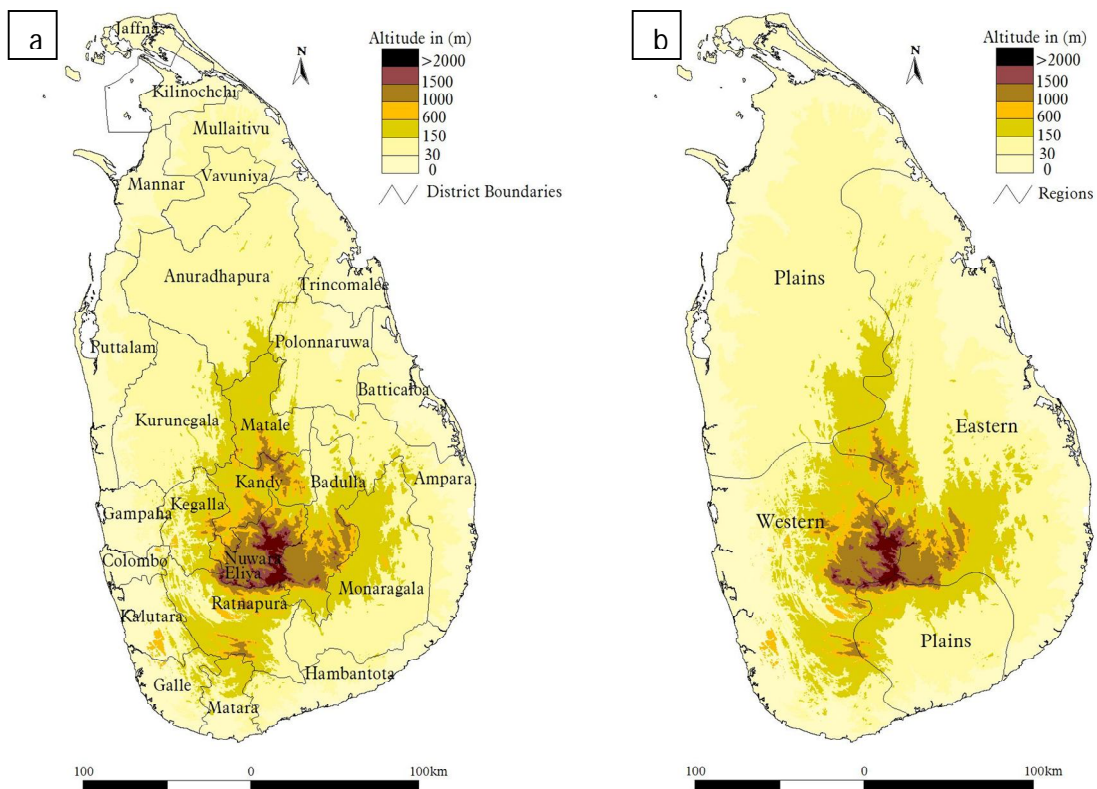 a
Jaffna
N
Altitude in (m)
>2000
1500
1000
600
150
30
0
District Boundaries
Kilinochchi
Mullaitivu
Vavuniya
Mannar
Anuradhapura
Trincomalee
Puttalam
Polonnaruwa
Batticaloa
Kurunegala
Matale
Kandy
Badulla
Ampara
Kegalla
Gampaha
Colombo
Nuwara
Eliya
Monaragala
Ratnapura
Kalutara
Hambantota
Galle
Matara
100
0
100km
b
N
Altitude in (m)
>2000
1500
1000
600
150
30
0
Regions
Plains
Eastern
Western
Plains
100
0
100km